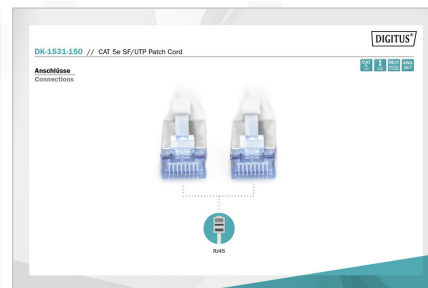 DIGITUS®
DK-1531-150 // CAT 5e SF/UTP Patch Cord
Anschlüsse
Connections
RJ45